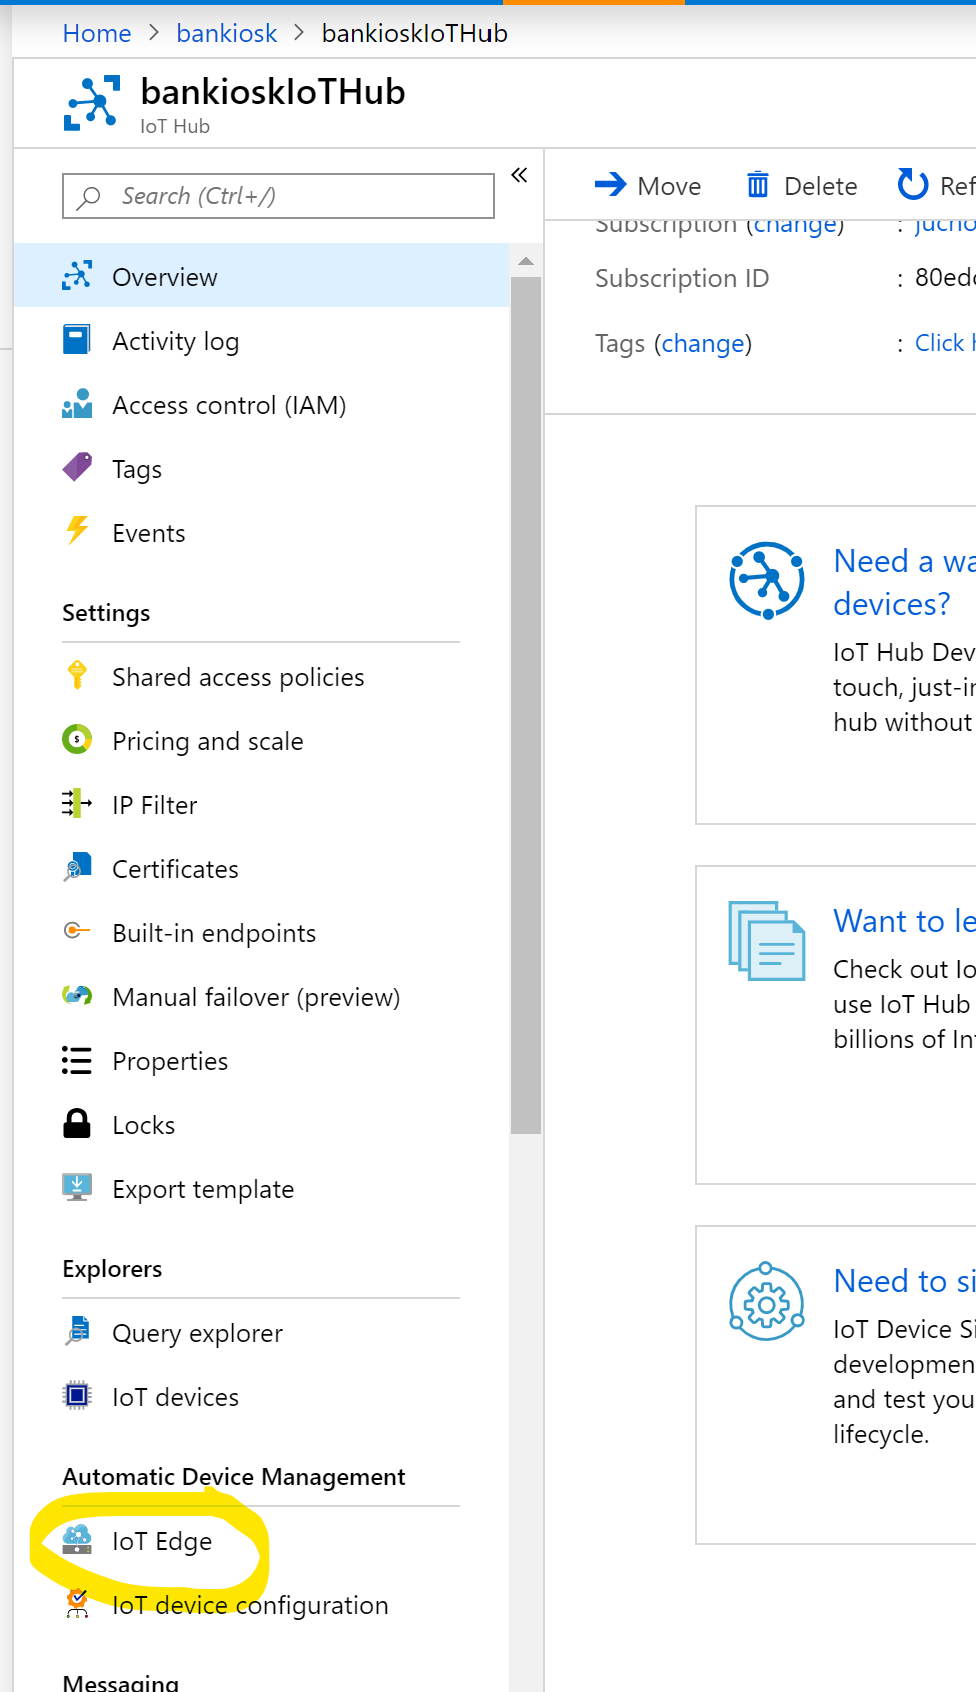 Home > bankiosk > bankioskIoTHub
bankioskIoTHub
IoT Hub
Search (Ctrl+/)
«
Overview
Activity log
Access control (IAM)
Tags
Events
Settings
Shared access policies
Pricing and scale
IP Filter
Certificates
Built-in endpoints
Manual failover (preview)
Properties
Locks
Export template
Explorers
Query explorer
IoT devices
Automatic Device Management
IoT Edge
IoT device configuration
Messaging
Move Delete Ref
Subscription (change) : jucho
Subscription ID : 80ed
Tags (change) : Click
Need a wa
devices?
IoT Hub Dev
touch, just-in
hub without
Want to le
Check out Io
use IoT Hub
billions of Int
Need to si
IoT Device Si
developmen
and test you
lifecycle.